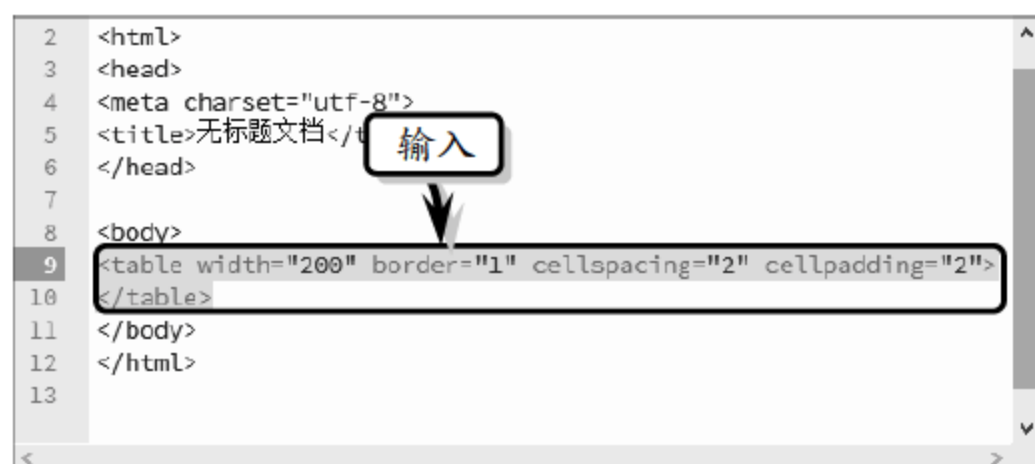 2 <html>
3 <head>
4 <meta charset="utf-8">
输入
5 <title>无标题文档</t
6 </head>
7
8 <body>
9 <table width="200" border="1" cellspacing="2" cellpadding="2">
10 </table>
11 </body>
12 </html>
13